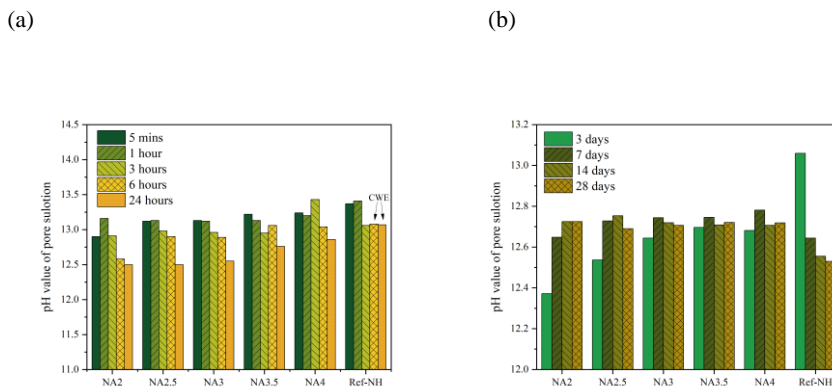 (a)
(b)
pH value of pore sulotion
14.5
14.0
13.5
13.0
12.5
12.0
11.5
11.0
5 mins
1 hour
3 hours
6 hours
24 hours
CWE
NA2 NA2.5 NA3 NA3.5 NA4 Ref-NH
pH value of pore sulotion
13.2
13.0
12.8
12.6
12.4
12.2
12.0
3 days
7 days
14 days
28 days
NA2 NA2.5 NA3 NA3.5 NA4 Ref-NH